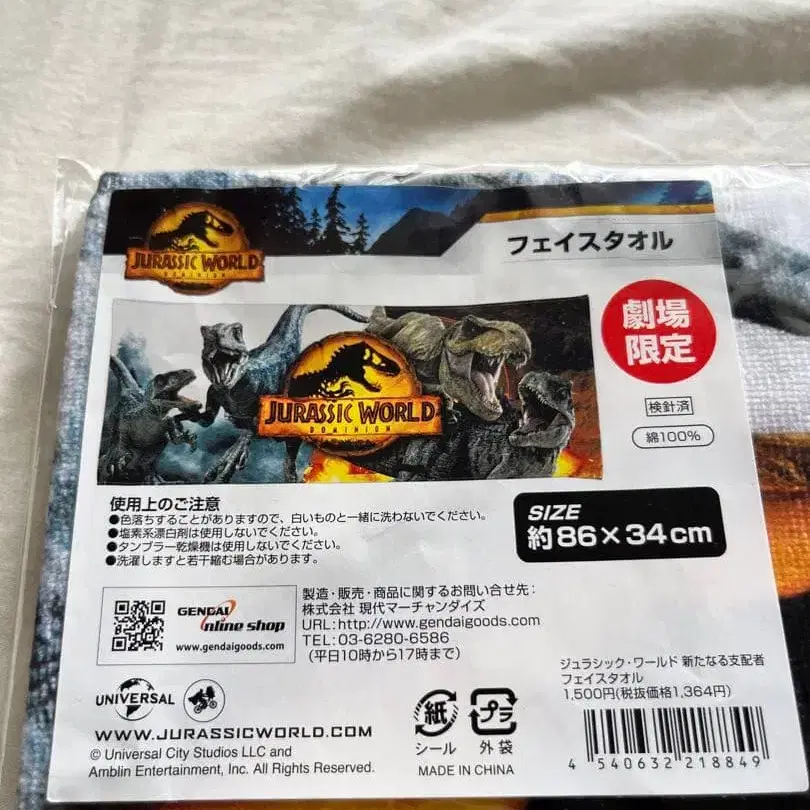 JURASSIC WORLD
DOMINION
フェイスタオル
劇場
限定
JURASSIC WORLD
DOMINION
検針済
綿100%
使用上のご注意
●色落ちすることがありますので、白いものと一緒に洗わないでください。
●塩素系漂白剤は使用しないでください。
●タンブラー乾燥機は使用しないでください。
●洗濯しますと若干縮む場合があります。
SIZE
約86×34cm
GENDAI
Online shop
www.gendaigoods.com
製造・販売・商品に関するお問い合せ先：
株式会社 現代マーチャンダイズ
URL:http://www.gendaigoods.com/
TEL:03-6280-6586
(平日10時から17時まで)
UNIVERSAL
WWW.JURASSICWORLD.COM
© Universal City Studios LLC and
Amblin Entertainment, Inc. All Rights Reserved.
紙
シール
プラ
外袋
MADE IN CHINA
ジュラシック・ワールド 新たなる支配者
フェイスタオル
1,500円(税抜価格1,364円)
4 540632 218849